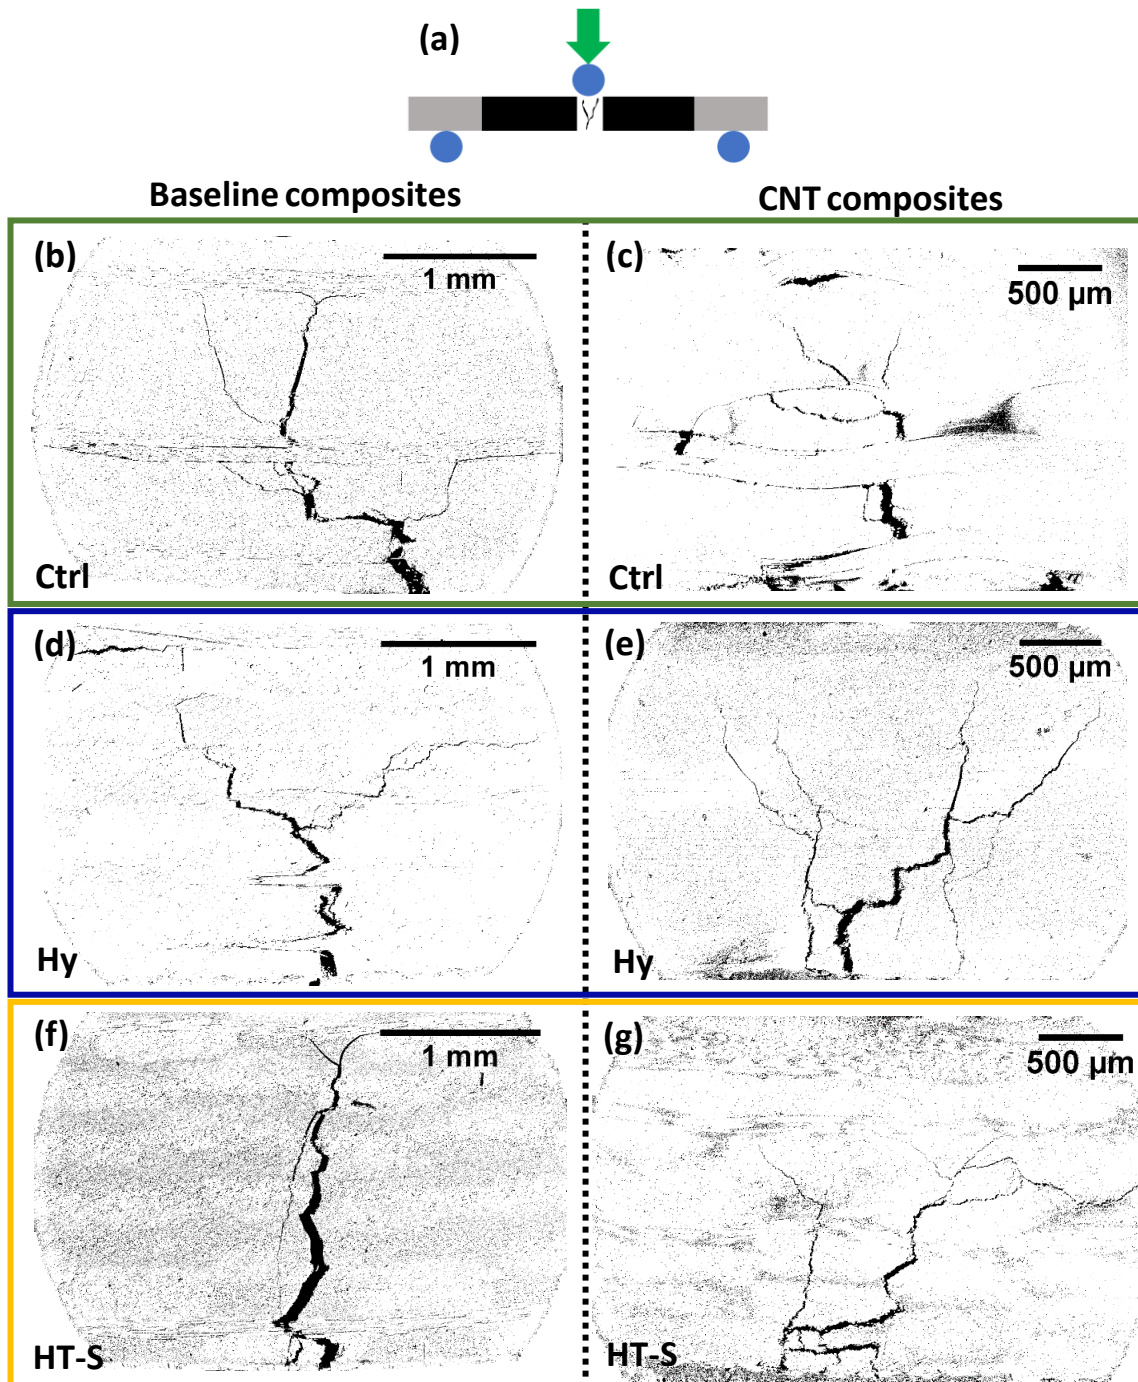 (a)
Baseline composites
CNT composites
(b)
1 mm
Ctrl
(c)
500 µm
Ctrl
(d)
1 mm
Hy
(e)
500 µm
Hy
(f)
1 mm
HT-S
(g)
500 µm
HT-S